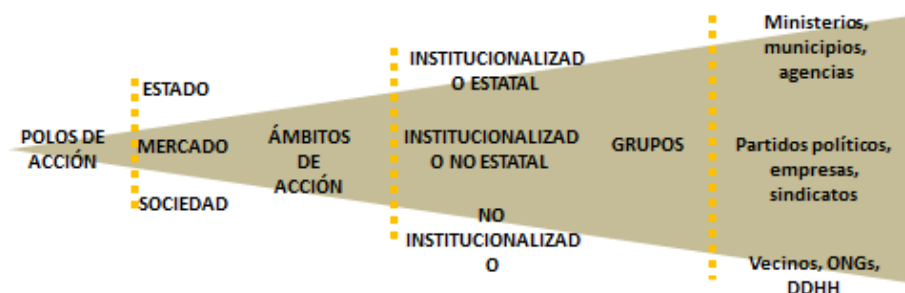 POLOS DE
ACCIÓN
ESTADO
MERCADO
SOCIEDAD
ÁMBITOS
DE
ACCIÓN
INSTITUCIONALIZAD
O ESTATAL
INSTITUCIONALIZAD
O NO ESTATAL
NO
INSTITUCIONALIZAD
O
GRUPOS
Ministerios,
municipios,
agencias
Partidos políticos,
empresas,
sindicatos
Vecinos, ONGs,
DDHH